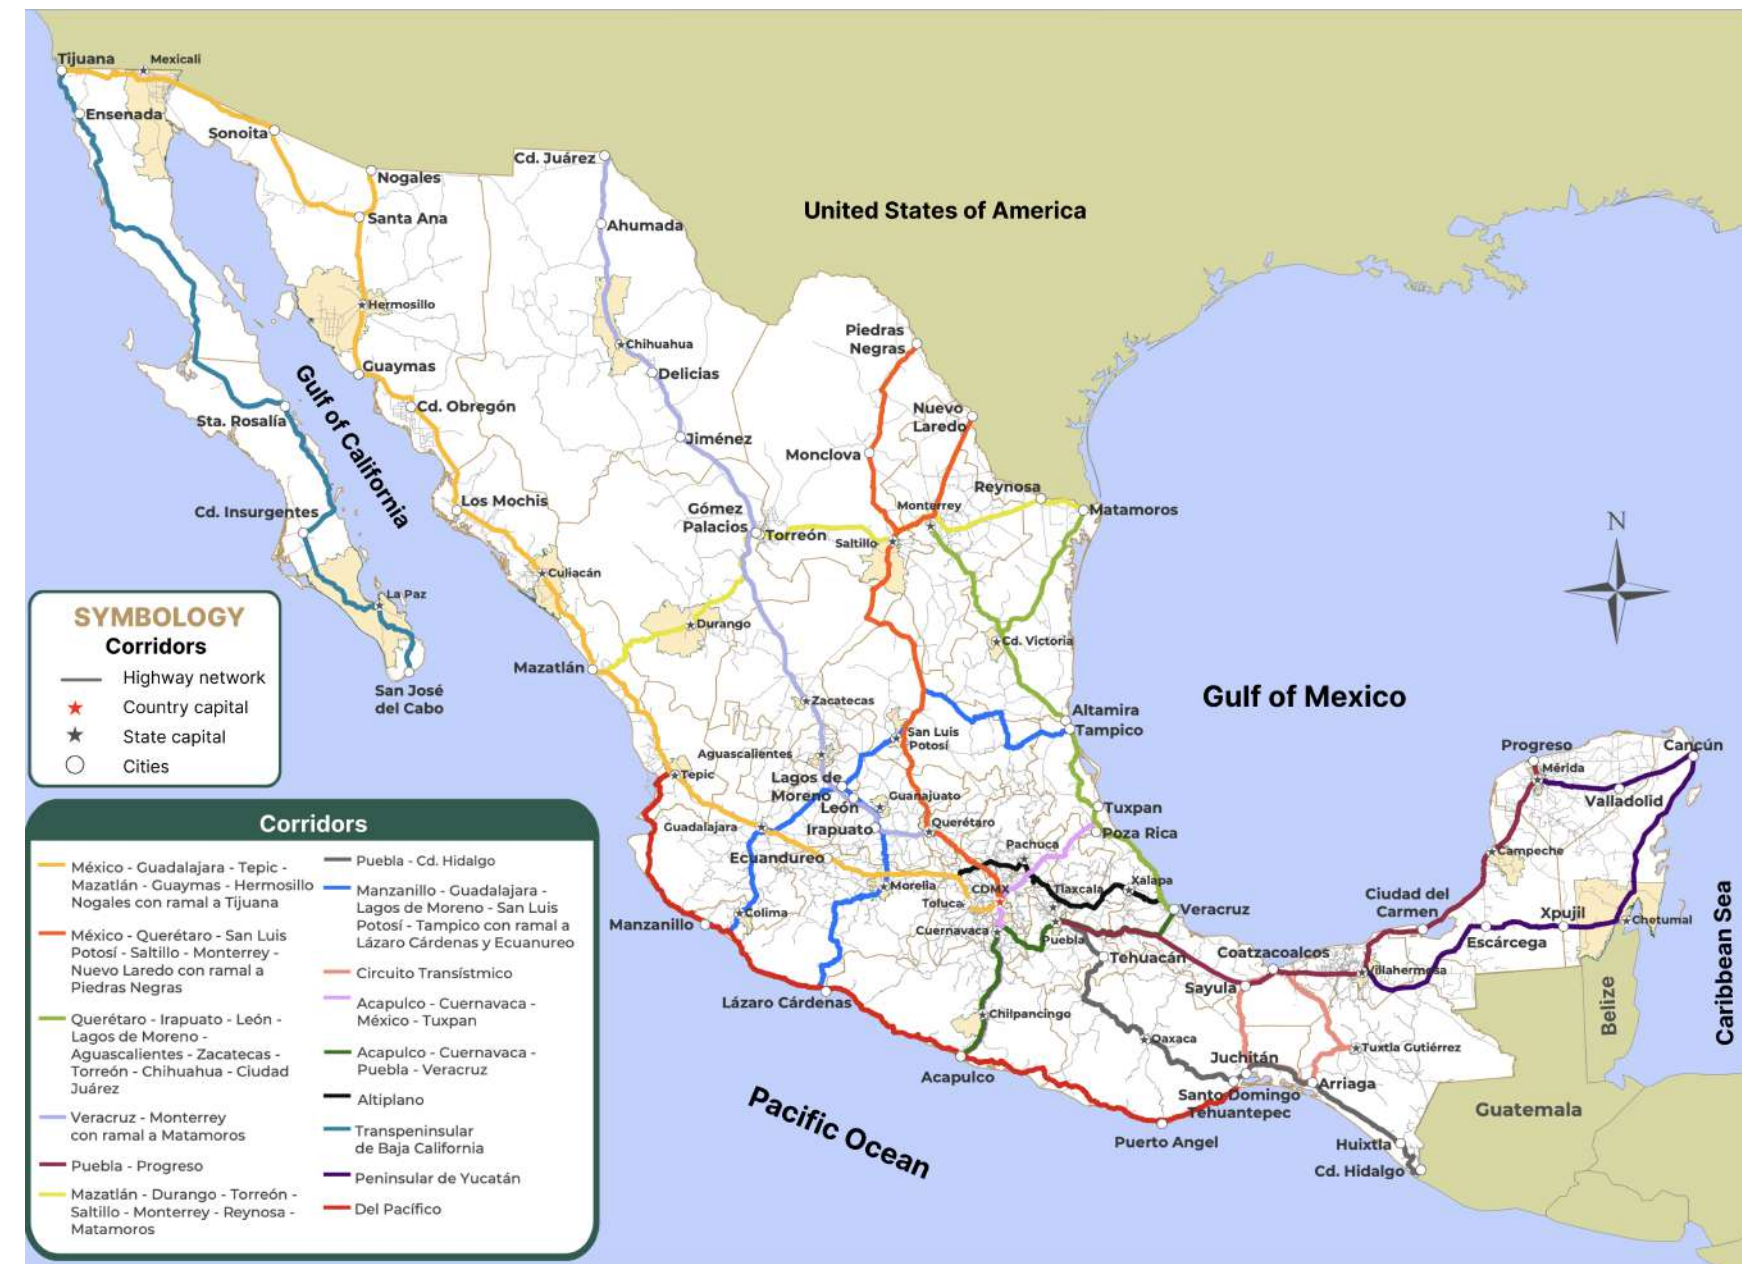 Tijuana
Mexicali
Ensenada
Sonoita
Nogales
Cd. Juárez
Santa Ana
Ahumada
United States of America
Hermosillo
Chihuahua
Piedras
Negras
Guaymas
Delicias
Gulf of California
Cd. Obregón
Sta. Rosalía
Nuevo
Laredo
Jiménez
Monclova
Los Mochis
Reynosa
Cd. Insurgentes
Gómez
Palacios
Monterrey
Matamoros
Torreón
Saltillo
N
Culiacán
La Paz
Durango
Cd. Victoria
Mazatlán
San José
del Cabo
Zacatecas
Gulf of Mexico
Altamira
Tampico
San Luis
Potosí
Aguascalientes
Progreso
Cancún
Mérida
Tepic
Lagos de
Moreno
León
Guanajuato
Valladolid
Tuxpan
Guadalajara
Irapuato
Querétaro
Poza Rica
Pachuca
Campeche
Ecuandureo
Morelia
CDMX
Tlaxcala
Xalapa
Toluca
Ciudad del
Carmen
Colima
Veracruz
Xpujil
Chetumal
Manzanillo
Cuernavaca
Puebla
Escárcega
Tehuacán
Coatzacoalcos
Villahermosa
Caribbean Sea
Lázaro Cárdenas
Sayula
Belize
Chilpancingo
Oaxaca
Juchitán
Tuxtla Gutiérrez
Acapulco
Arriaga
Santo Domingo
Tehuantepec
Guatemala
Pacific Ocean
Puerto Angel
Huixtla
Cd. Hidalgo
SYMBOLOGY
Corridors
Highway network
Country capital
State capital
Cities
Corridors
México - Guadalajara - Tepic -
Mazatlán - Guaymas - Hermosillo
Nogales con ramal a Tijuana
México - Querétaro - San Luis
Potosí - Saltillo - Monterrey -
Nuevo Laredo con ramal a
Piedras Negras
Querétaro - Irapuato - León -
Lagos de Moreno -
Aguascalientes - Zacatecas -
Torreón - Chihuahua - Ciudad
Juárez
Veracruz - Monterrey
con ramal a Matamoros
Puebla - Progreso
Mazatlán - Durango - Torreón -
Saltillo - Monterrey - Reynosa -
Matamoros
Puebla - Cd. Hidalgo
Manzanillo - Guadalajara -
Lagos de Moreno - San Luis
Potosí - Tampico con ramal a
Lázaro Cárdenas y Ecuanureo
Circuito Transístmico
Acapulco - Cuernavaca -
México - Tuxpan
Acapulco - Cuernavaca -
Puebla - Veracruz
Altiplano
Transpeninsular
de Baja California
Peninsular de Yucatán
Del Pacífico